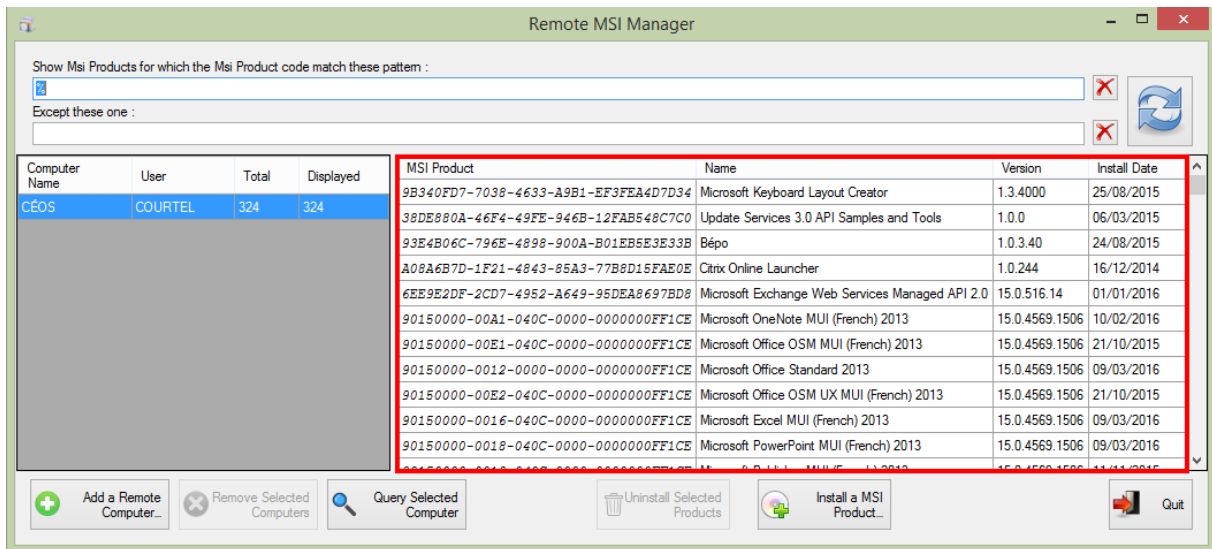 Remote MSI Manager
Show Msi Products for which the Msi Product code match these pattern :
%
Except these one :
Computer Name User Total Displayed
CÉOS COURTEL 324 324
MSI Product Name Version Install Date
9B340FD7-7038-4633-A9B1-EF3FEA4D7D34 Microsoft Keyboard Layout Creator 1.3.4000 25/08/2015
38DE880A-46F4-49FE-946B-12FAB548C7C0 Update Services 3.0 API Samples and Tools 1.0.0 06/03/2015
93E4B06C-796E-4898-900A-B01EB5E3E33B Bépo 1.0.3.40 24/08/2015
A08A6B7D-1F21-4843-85A3-77B8D15FAE0E Citrix Online Launcher 1.0.244 16/12/2014
6EE9E2DF-2CD7-4952-A649-95DEA8697BD8 Microsoft Exchange Web Services Managed API 2.0 15.0.516.14 01/01/2016
90150000-00A1-040C-0000-0000000FF1CE Microsoft OneNote MUI (French) 2013 15.0.4569.1506 10/02/2016
90150000-00E1-040C-0000-0000000FF1CE Microsoft Office OSM MUI (French) 2013 15.0.4569.1506 21/10/2015
90150000-0012-0000-0000-0000000FF1CE Microsoft Office Standard 2013 15.0.4569.1506 09/03/2016
90150000-00E2-040C-0000-0000000FF1CE Microsoft Office OSM UX MUI (French) 2013 15.0.4569.1506 21/10/2015
90150000-0016-040C-0000-0000000FF1CE Microsoft Excel MUI (French) 2013 15.0.4569.1506 09/03/2016
90150000-0018-040C-0000-0000000FF1CE Microsoft PowerPoint MUI (French) 2013 15.0.4569.1506 09/03/2016
Add a Remote
Computer...
Remove Selected
Computers
Query Selected
Computer
Uninstall Selected
Products
Install a MSI
Product...
Quit